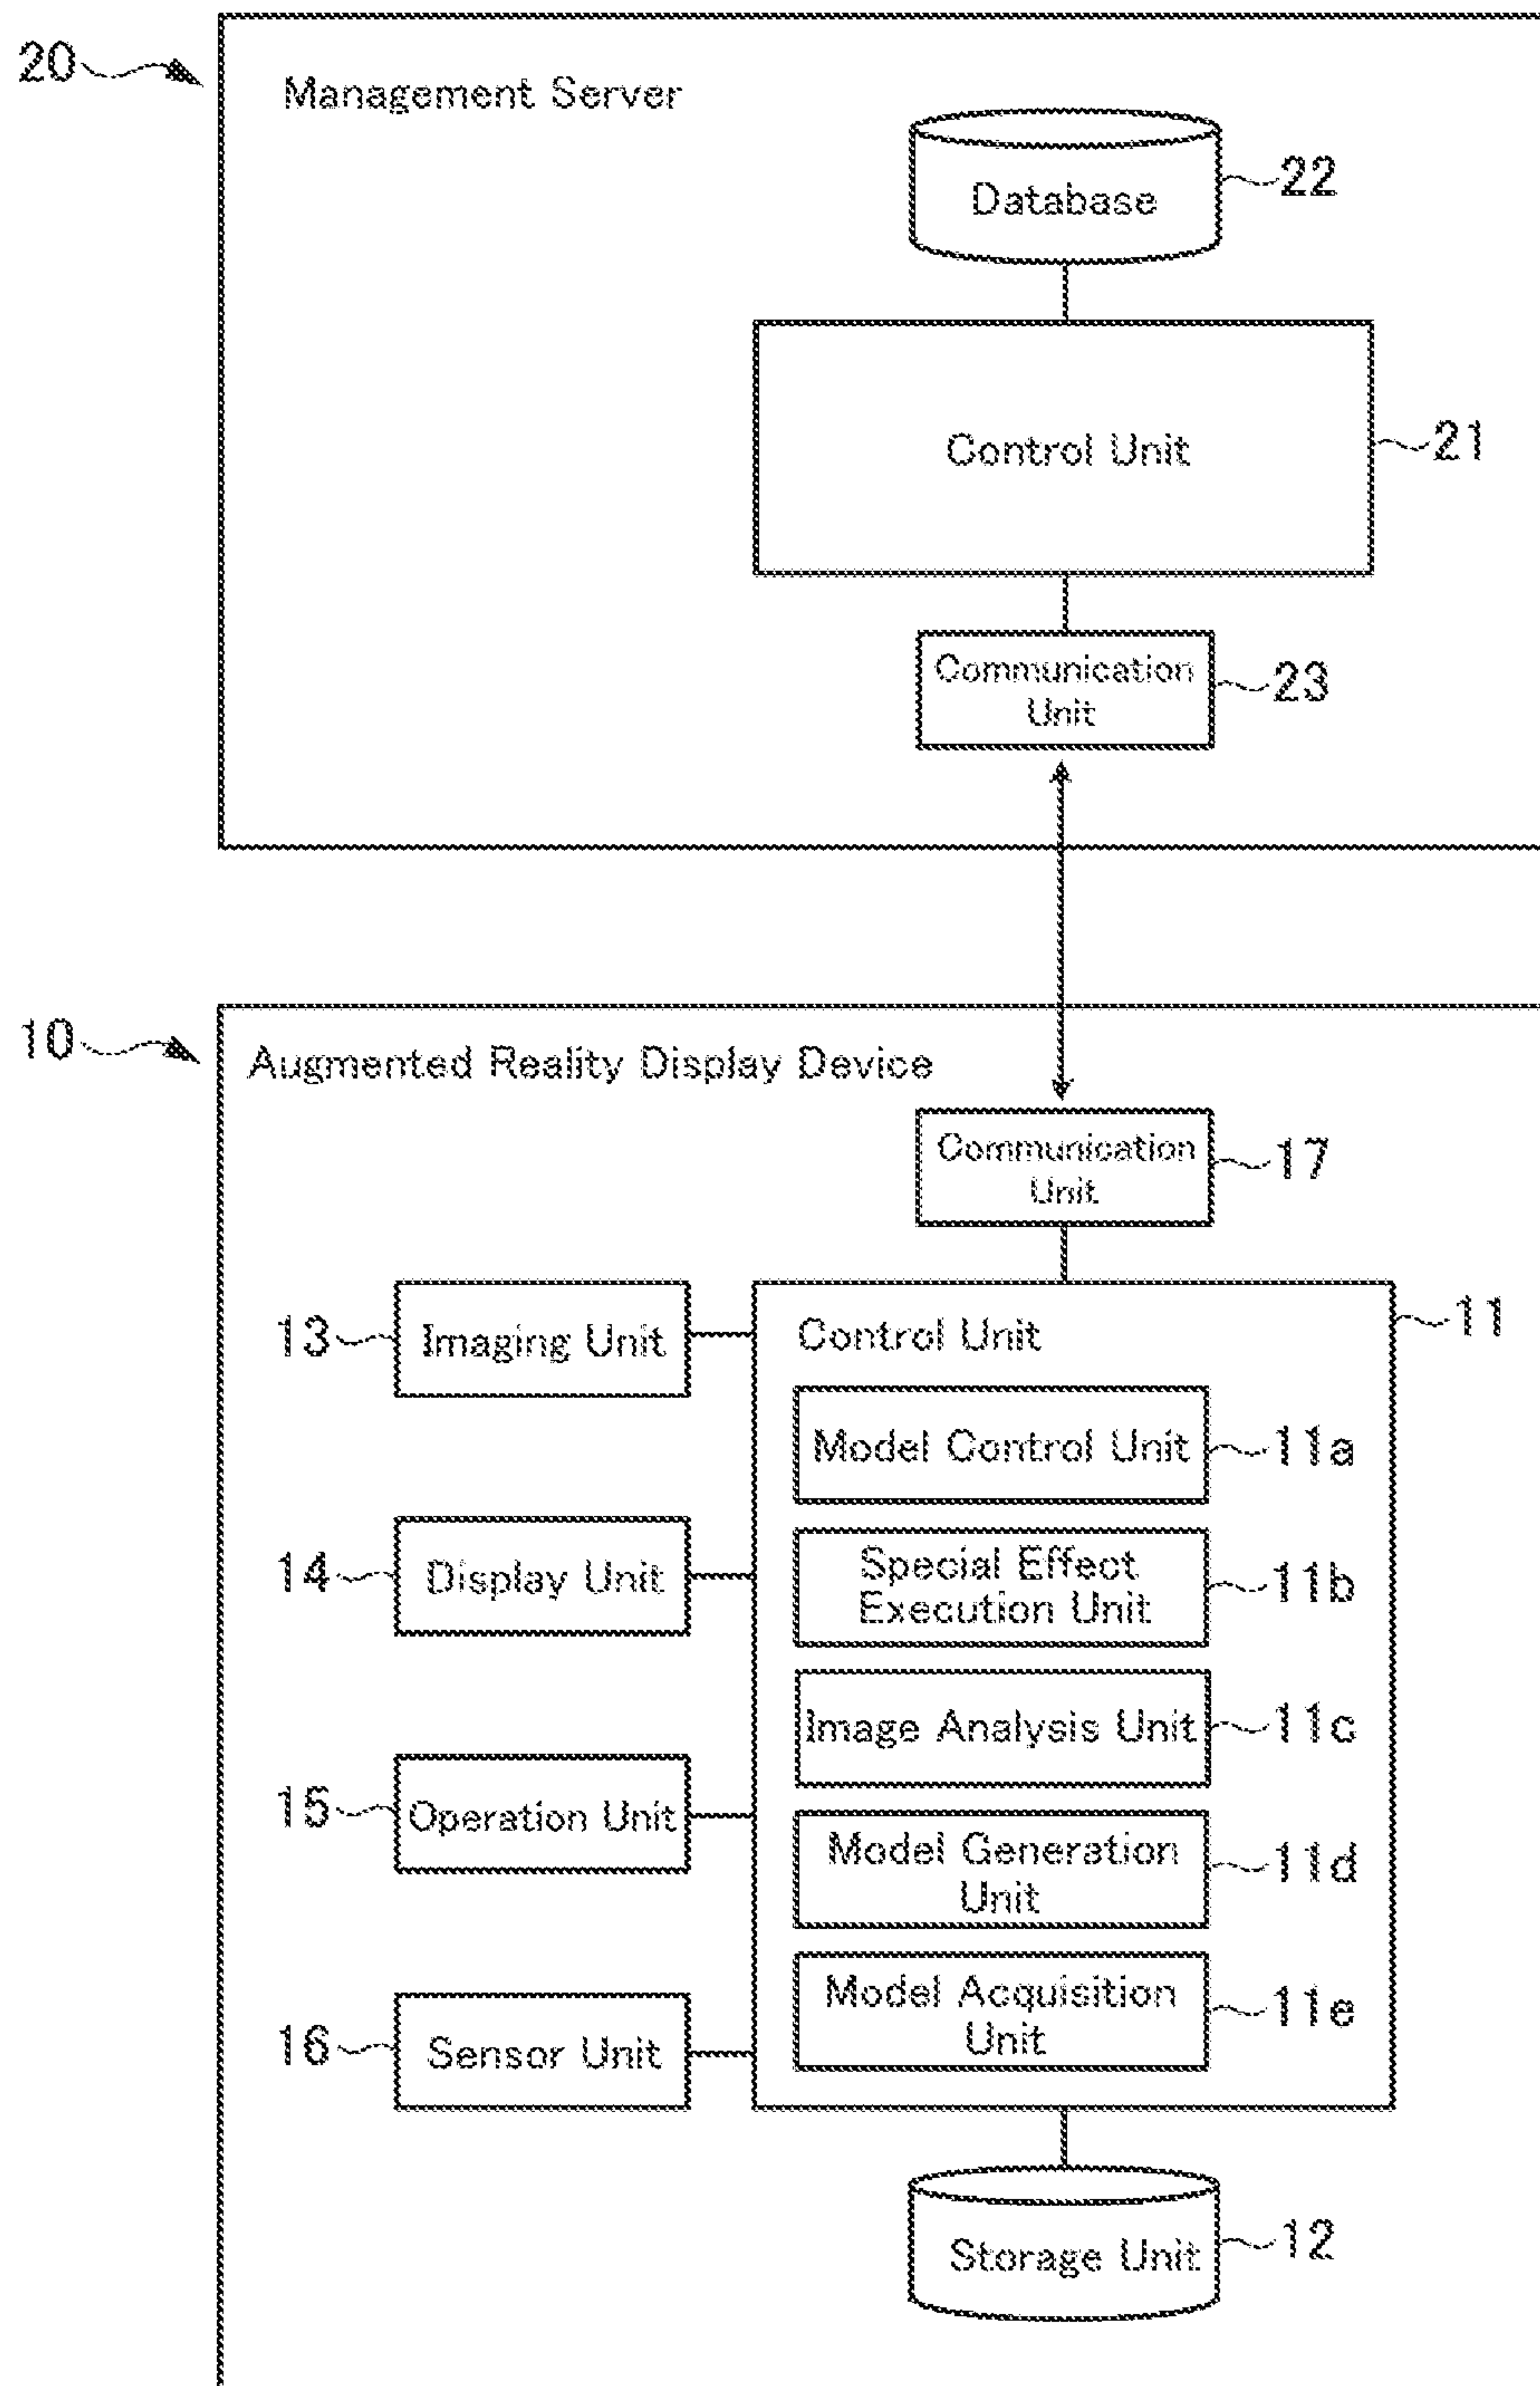 20
Management Server
Database
22
Control Unit
21
Communication
Unit
23
10
Augmented Reality Display Device
Communication
Unit
17
13
Imaging Unit
Control Unit
11
Model Control Unit
11a
14
Display Unit
Special Effect
Execution Unit
11b
Image Analysis Unit
11c
15
Operation Unit
Model Generation
Unit
11d
16
Sensor Unit
Model Acquisition
Unit
11e
Storage Unit
12